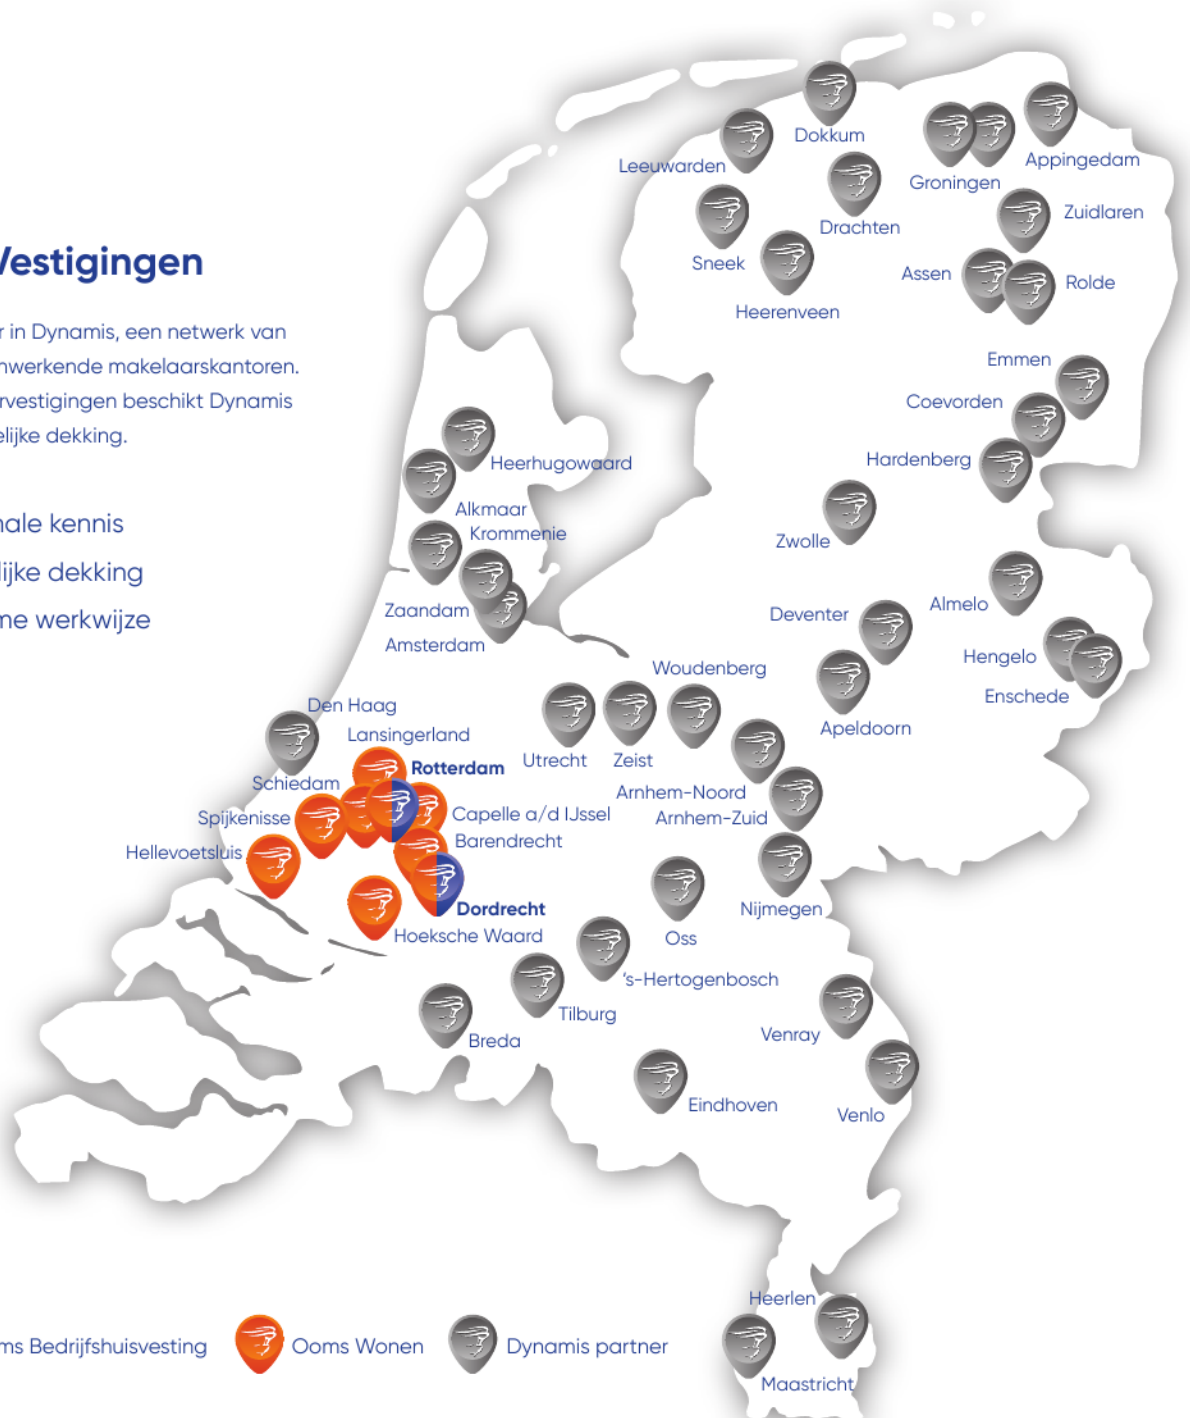 Vestigingen
r in Dynamis, een netwerk van
nwerkende makelaarskantoren.
rvestigingen beschikt Dynamis
elijke dekking.
nale kennis
lijke dekking
me werkwijze
Dokkum
Leeuwarden
Appingedam
Groningen
Zuidlaren
Drachten
Sneek
Assen
Rolde
Heerenveen
Emmen
Coevorden
Hardenberg
Heerhugowaard
Alkmaar
Krommenie
Zwolle
Zaandam
Almelo
Deventer
Amsterdam
Hengelo
Woudenberg
Enschede
Den Haag
Apeldoorn
Lansingerland
Utrecht
Zeist
Rotterdam
Schiedam
Arnhem-Noord
Spijkenisse
Capelle a/d IJssel
Arnhem-Zuid
Barendrecht
Hellevoetsluis
Dordrecht
Nijmegen
Hoeksche Waard
Oss
's-Hertogenbosch
Tilburg
Venray
Breda
Eindhoven
Venlo
Heerlen
ms Bedrijfshuisvesting
Ooms Wonen
Dynamis partner
Maastricht